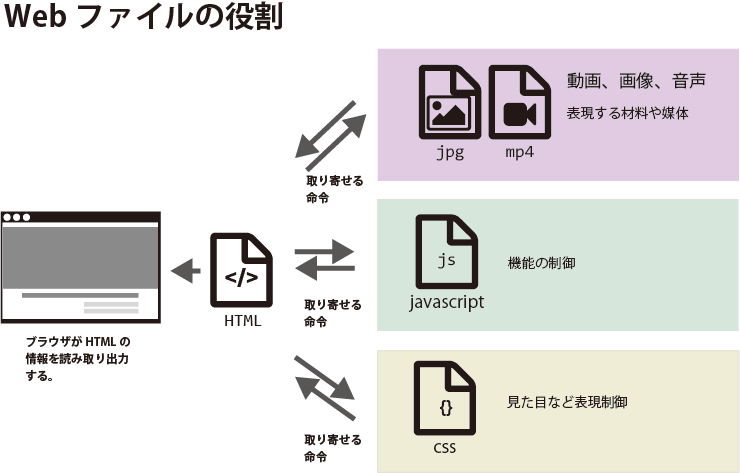 Web ファイルの役割
動画、画像、音声
表現する材料や媒体
jpg
mp4
取り寄せる
命令
js
javascript
機能の制御
</>
HTML
取り寄せる
命令
ブラウザが HTML の
情報を読み取り出力
する。
{}
css
見た目など表現制御
取り寄せる
命令